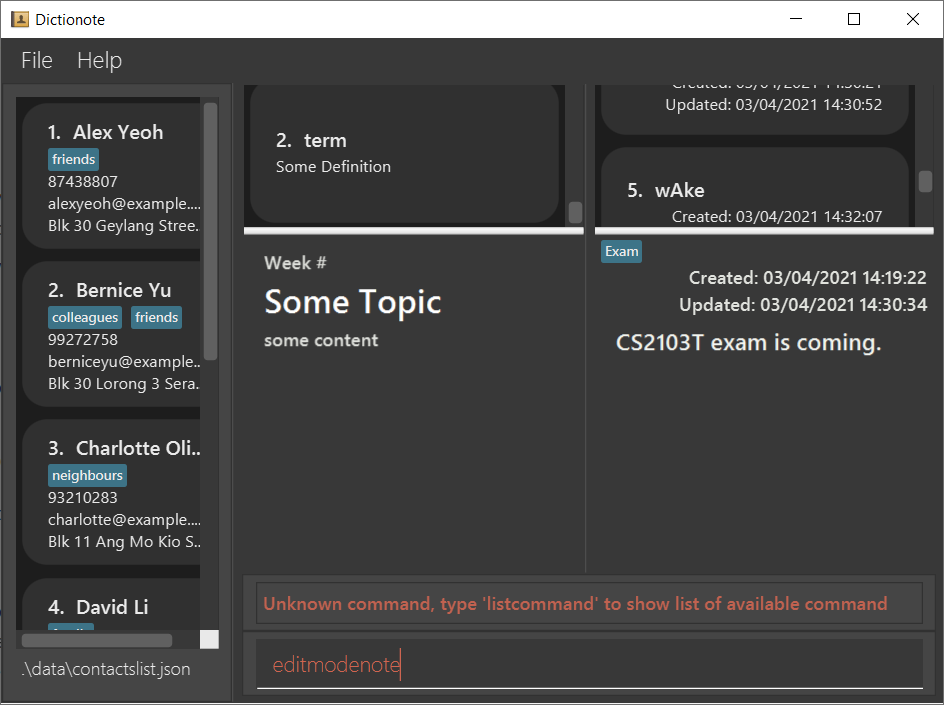 Dictionote
File Help
1. Alex Yeoh
friends
87438807
alexyeoh@example....
Blk 30 Geylang Stree.
2. Bernice Yu
colleagues friends
99272758
berniceyu@example..
Blk 30 Lorong 3 Sera.
3. Charlotte Oli..
neighbours
93210283
charlotte@example....
Blk 11 Ang Mo Kio S..
4. David Li
.\data\contactslist.json
2. term
Some Definition
Week #
Some Topic
some content
Updated: 03/04/2021 14:30:52
5. wAke
Created: 03/04/2021 14:32:07
Exam
Created: 03/04/2021 14:19:22
Updated: 03/04/2021 14:30:34
CS2103T exam is coming.
Unknown command, type 'listcommand' to show list of available command
editmodenote